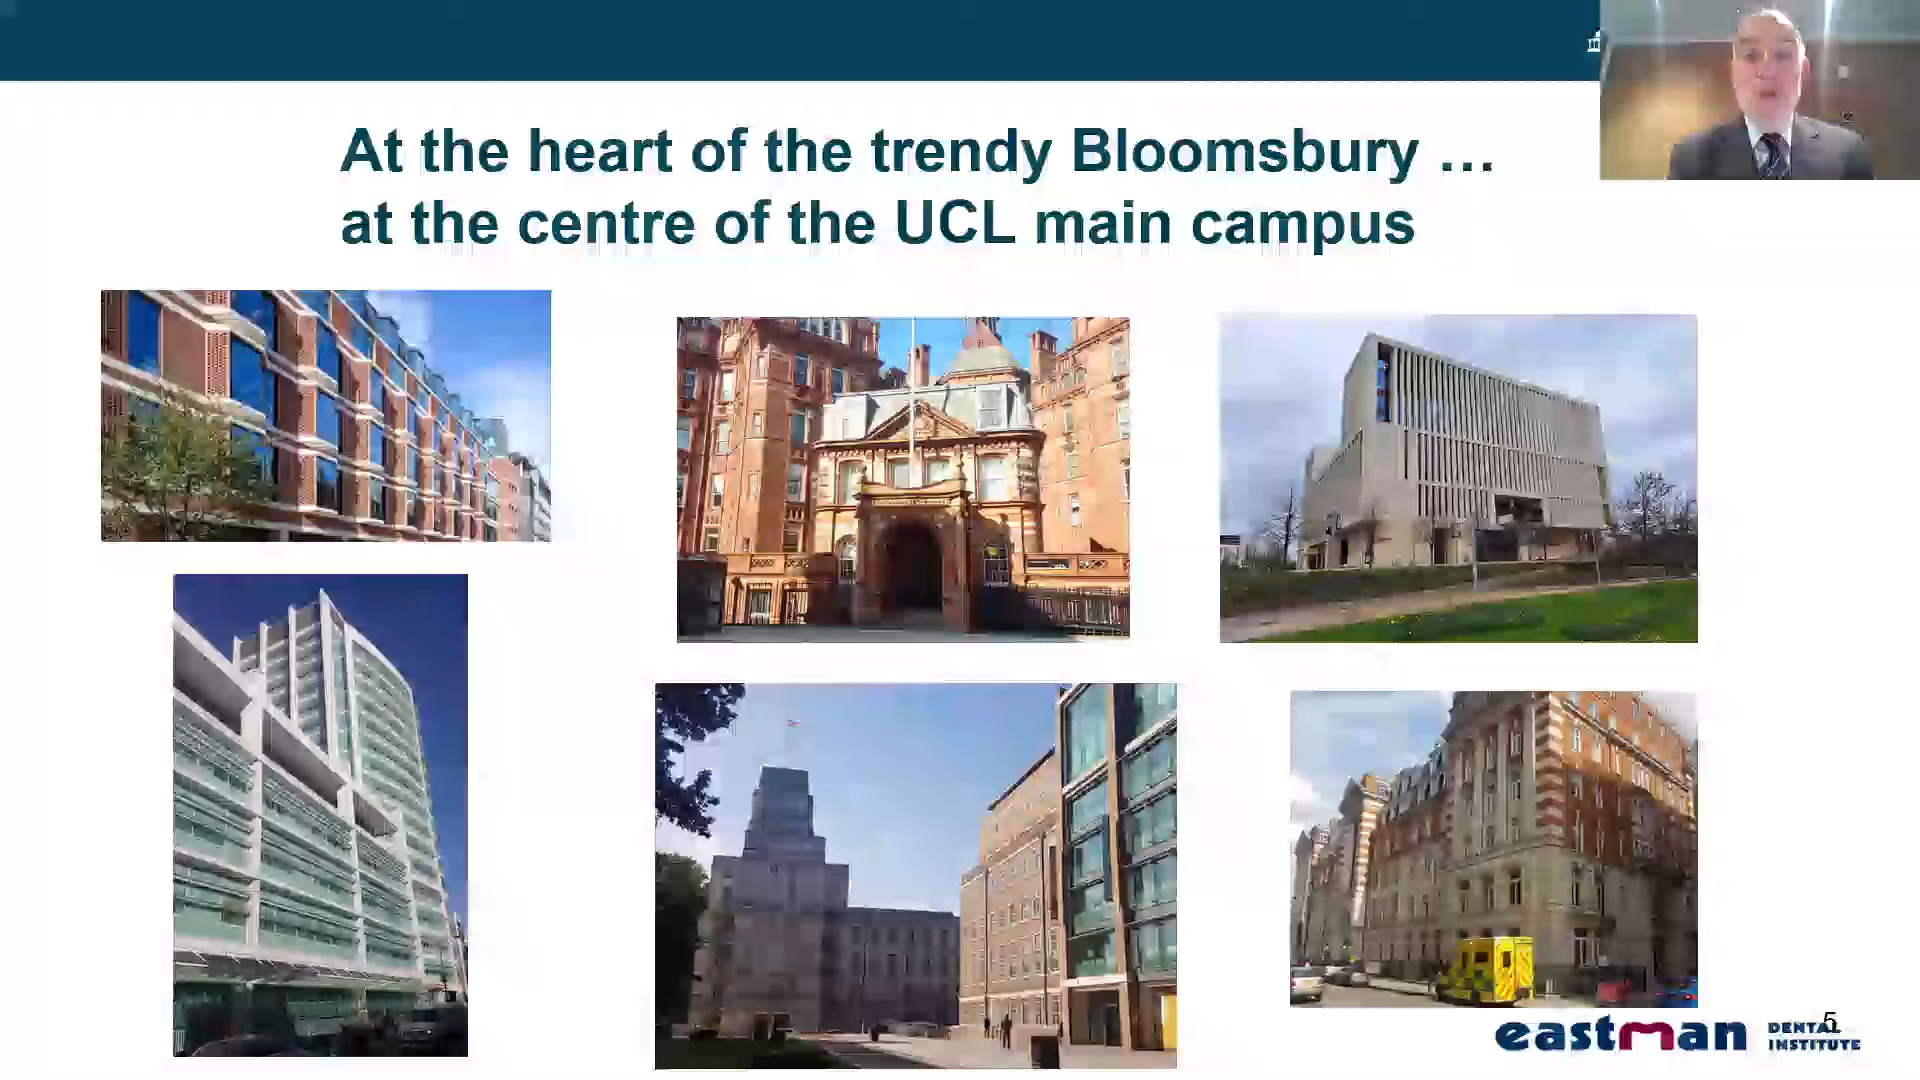 At the heart of the trendy Bloomsbury …
at the centre of the UCL main campus
5
eastman DENTAL
INSTITUTE